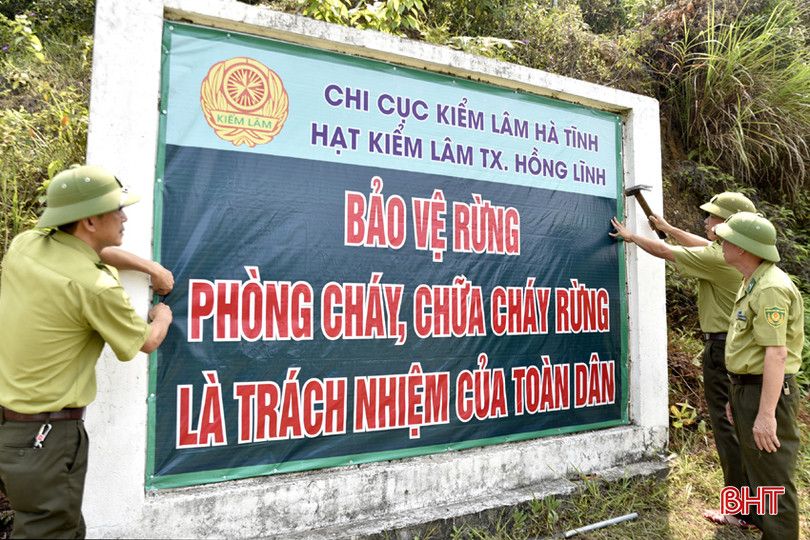 KIỂM LÂM
CHI CỤC KIỂM LÂM HÀ TĨNH
HẠT KIỂM LÂM TX. HỒNG LĨNH
BẢO VỆ RỪNG
PHÒNG CHÁY, CHỮA CHÁY RỪNG
LÀ TRÁCH NHIỆM CỦA TOÀN DÂN
BHT